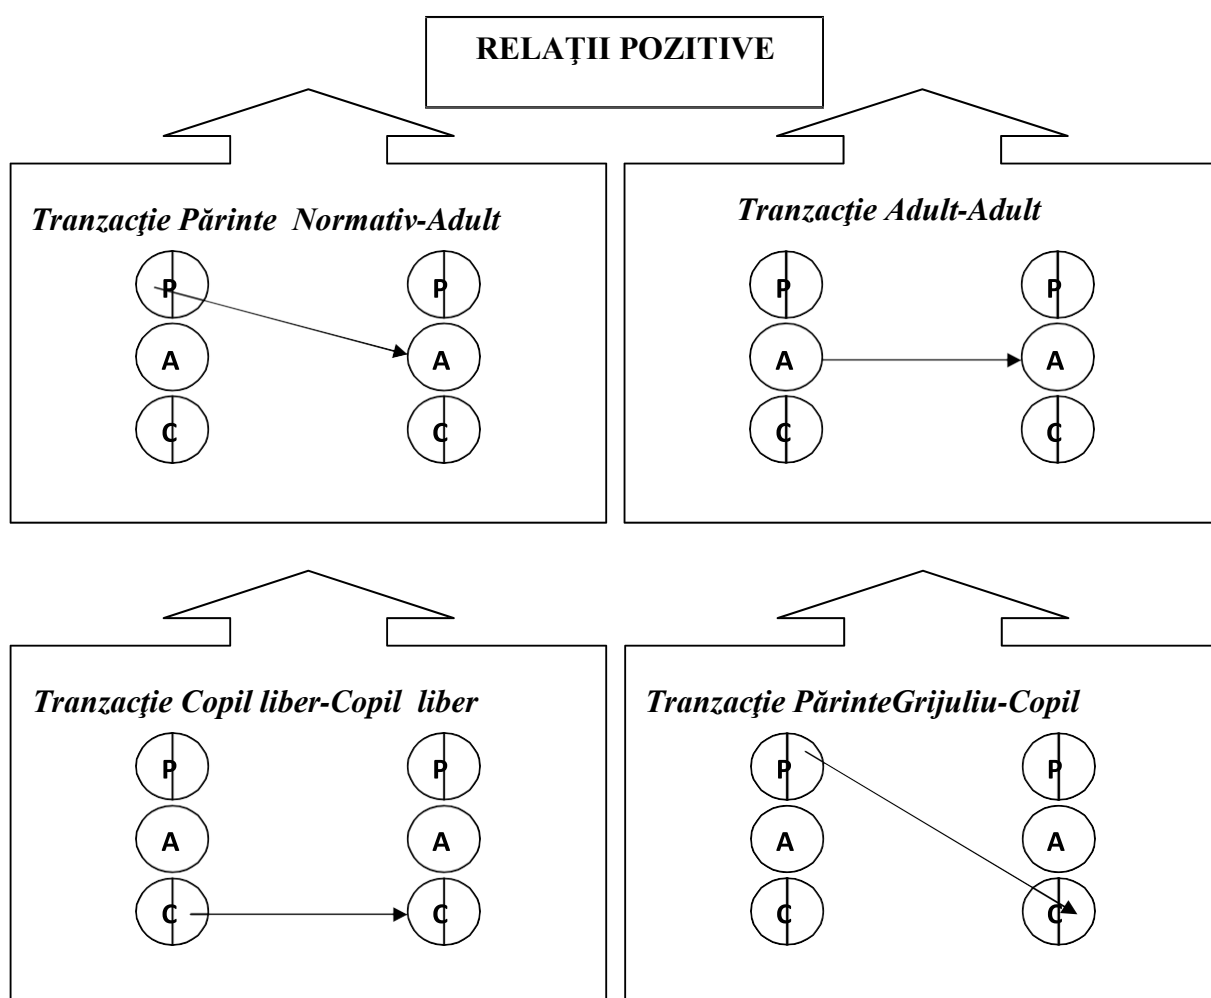 RELAŢII POZITIVE
Tranzacţie Părinte Normativ-Adult
P P
A A
C C
Tranzacţie Adult-Adult
P P
A A
C C
Tranzacţie Copil liber-Copil liber
P P
A A
C C
Tranzacţie PărinteGrijuliu-Copil
P P
A A
C C